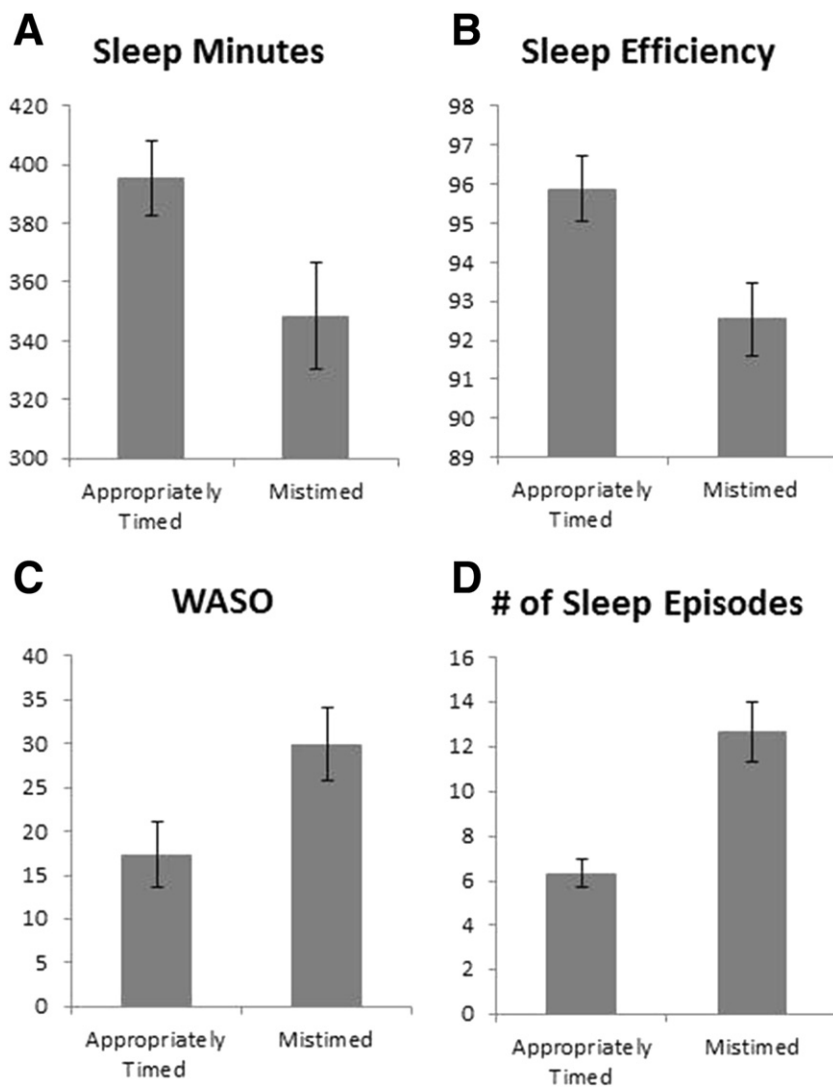 A
Sleep Minutes
420
400
380
360
340
320
300
Appropriately
Timed
Mistimed
B
Sleep Efficiency
98
97
96
95
94
93
92
91
90
89
Appropriately
Timed
Mistimed
C
WASO
40
35
30
25
20
15
10
5
0
Appropriately
Timed
Mistimed
D
# of Sleep Episodes
16
14
12
10
8
6
4
2
0
Appropriately
Timed
Mistimed